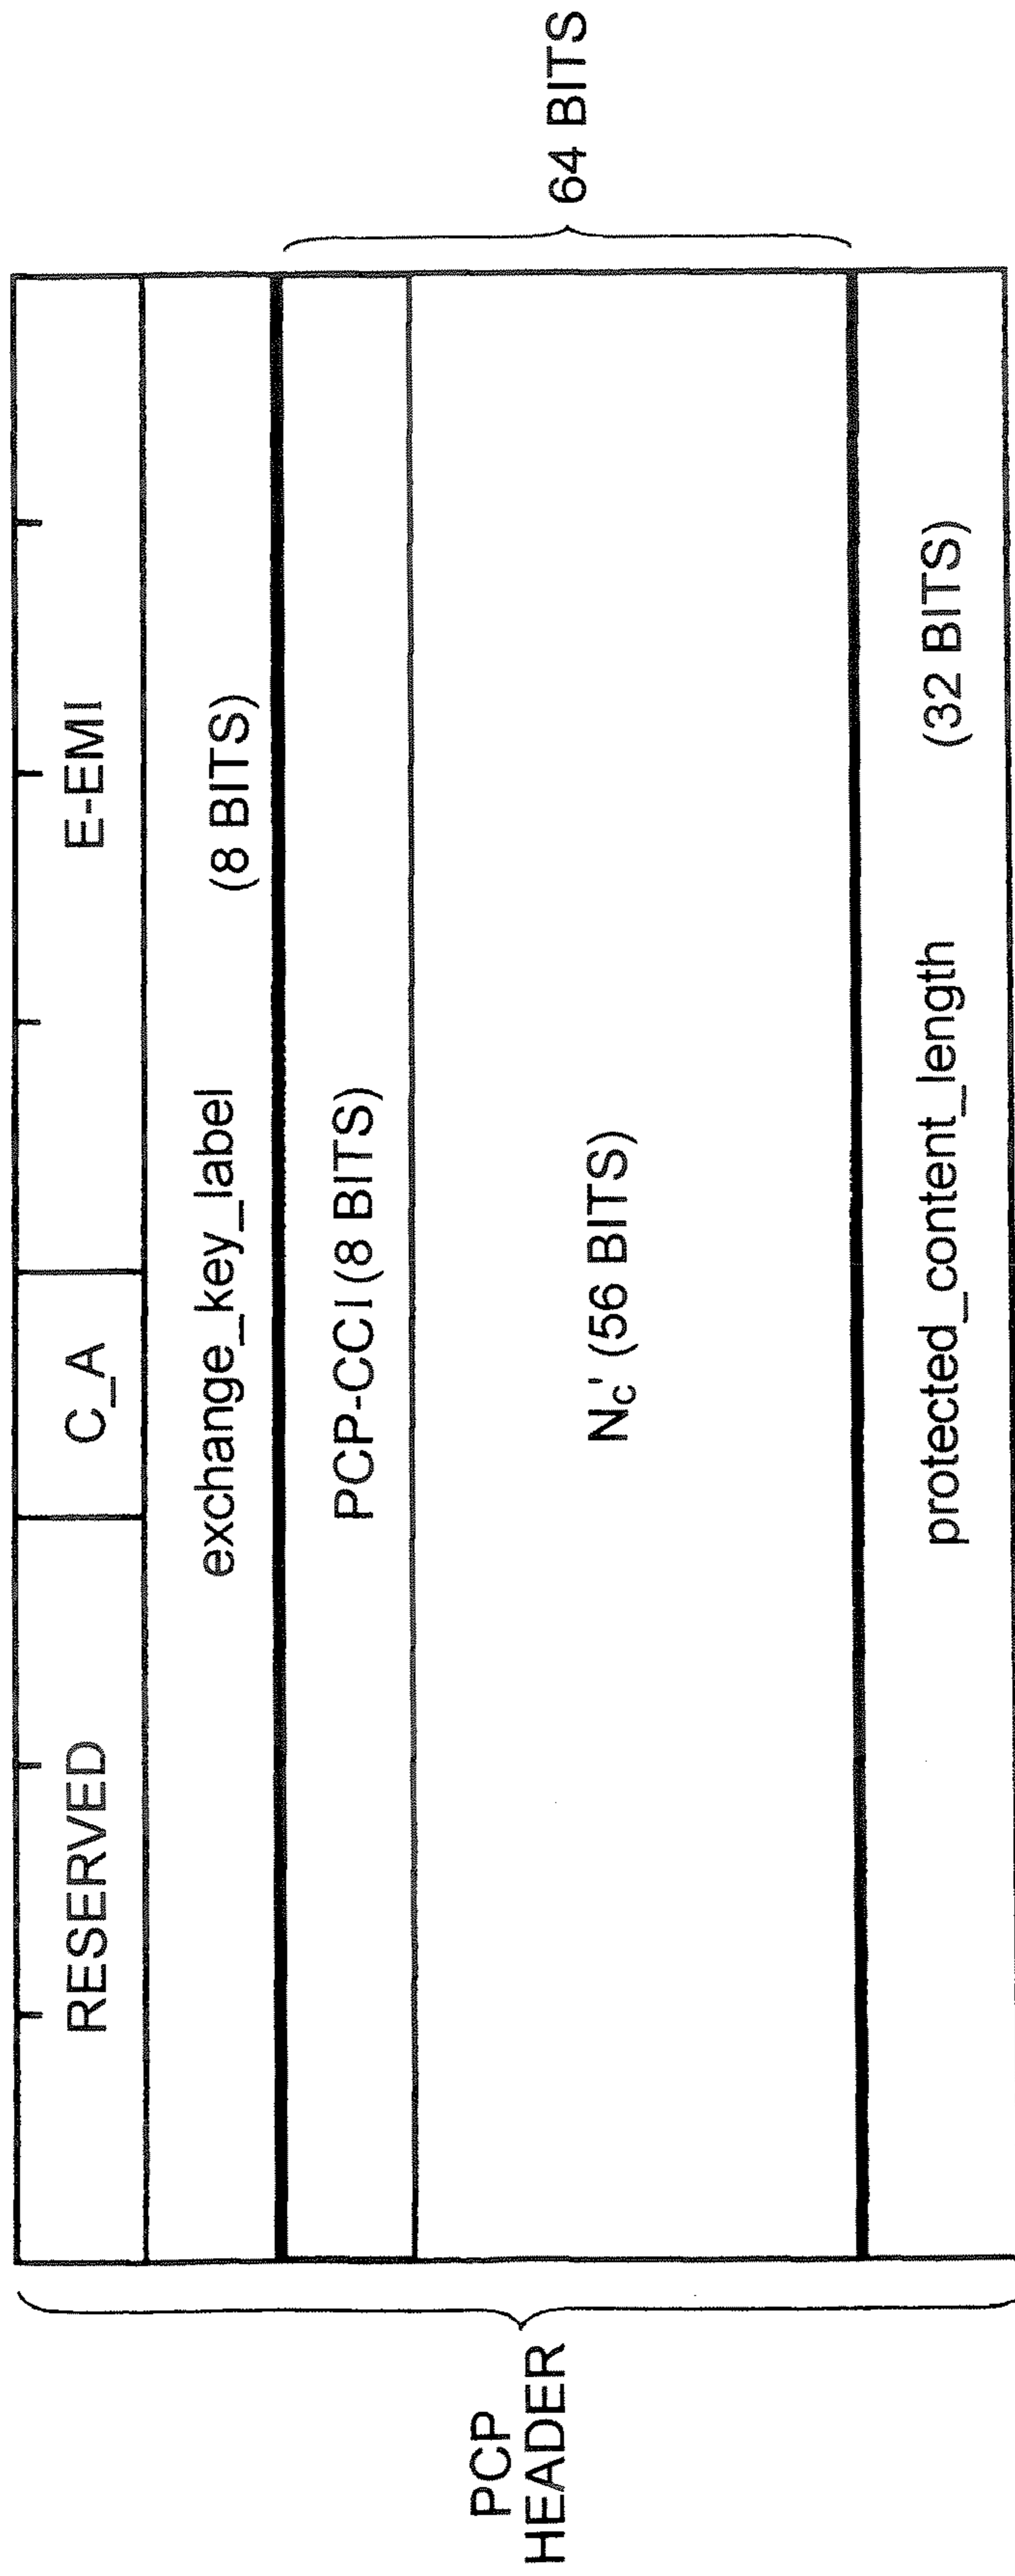 PCP
HEADER
RESERVED
C_A
E-EMI
exchange_key_label (8 BITS)
PCP-CCI (8 BITS)
Nc' (56 BITS)
64 BITS
protected_content_length (32 BITS)